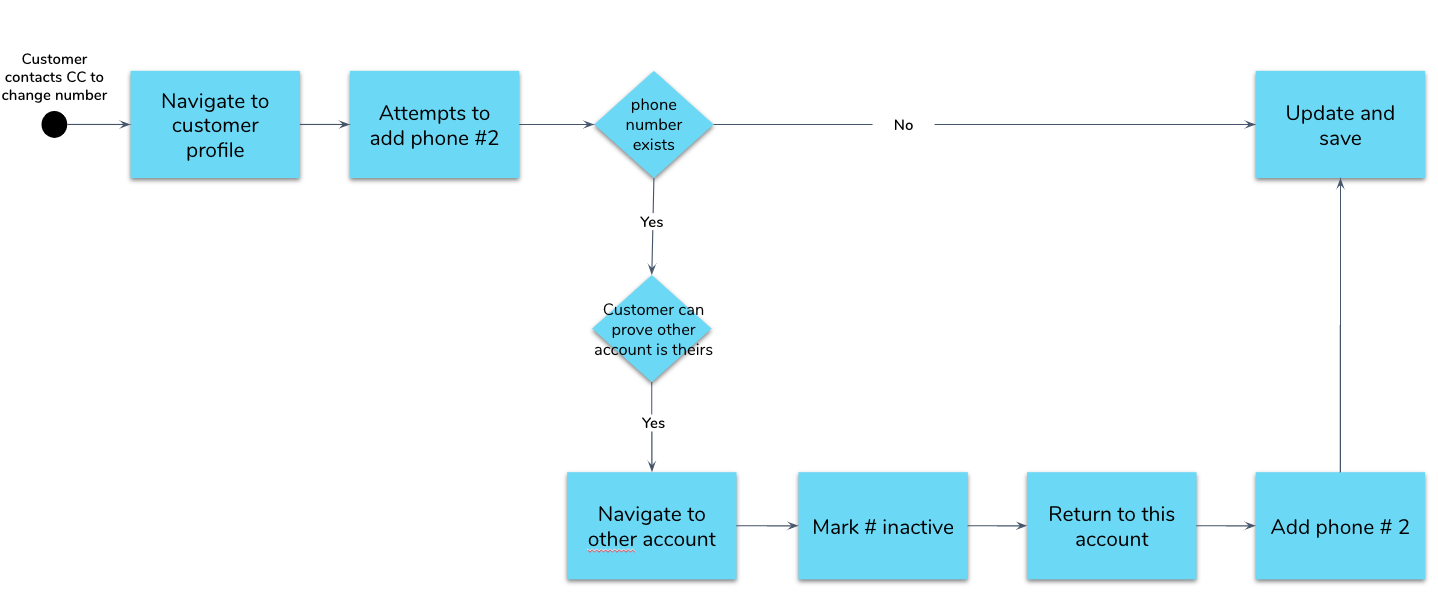 Customer
contacts CC to
change number
Navigate to
customer
profile
Attempts to
add phone #2
phone
number
exists
No
Update and
save
Yes
Customer can
prove other
account is theirs
Yes
Navigate to
other account
Mark # inactive
Return to this
account
Add phone # 2